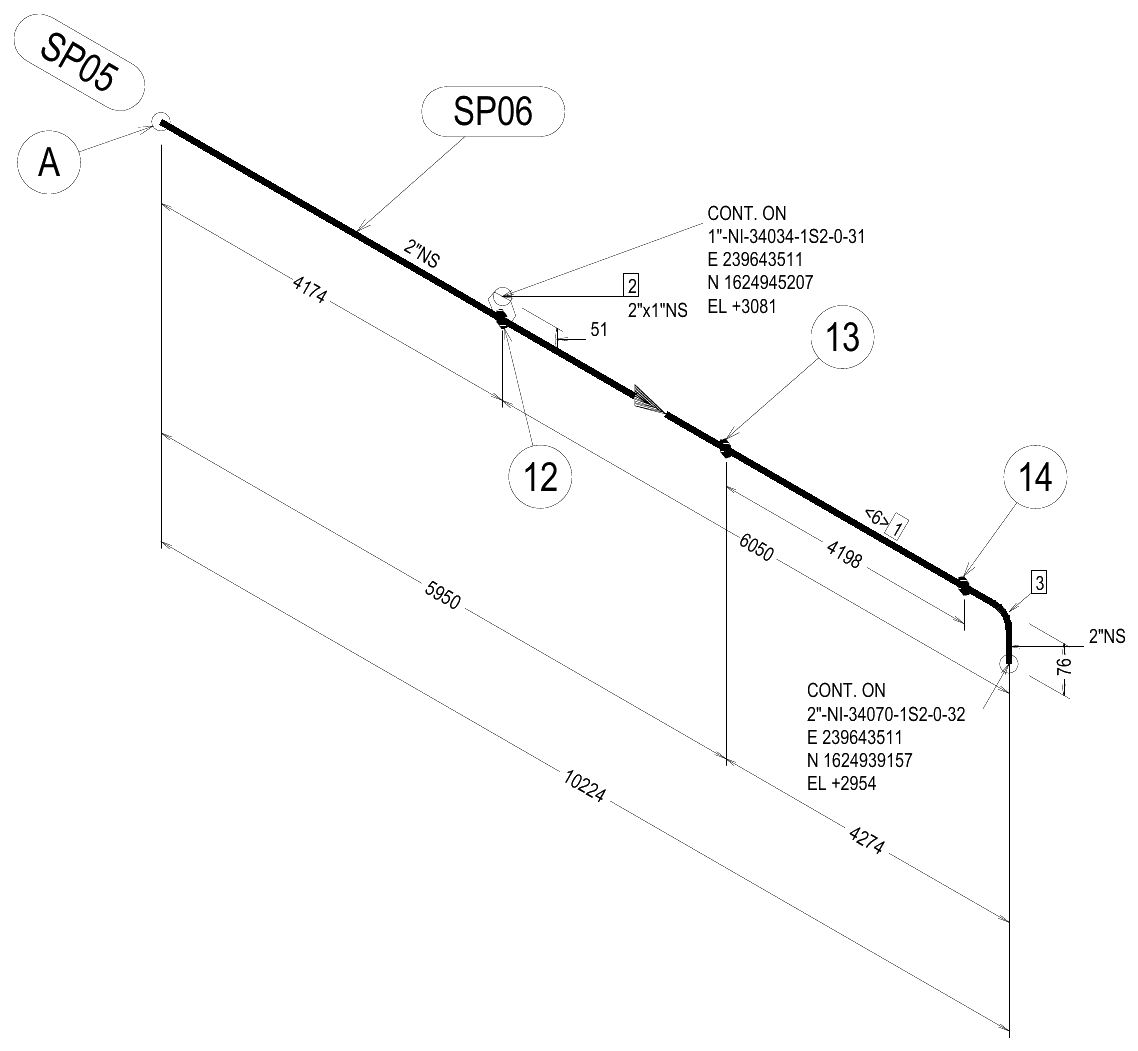 SP05
SP06
A
CONT. ON
1"-NI-34034-1S2-0-31
E 239643511
N 1624945207
EL +3081
2"NS
4174
2
2"x1"NS
51
13
12
14
<6> 1
6050
4198
5950
3
2"NS
76
CONT. ON
2"-NI-34070-1S2-0-32
E 239643511
N 1624939157
EL +2954
10224
4274